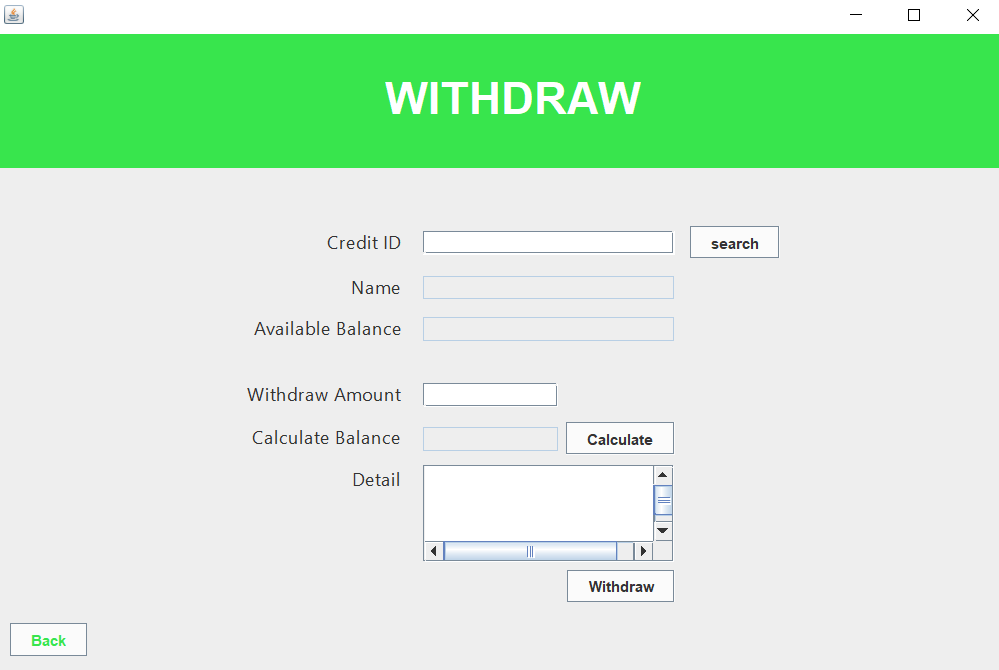 WITHDRAW
Credit ID search
Name
Available Balance
Withdraw Amount
Calculate Balance Calculate
Detail
Withdraw
Back